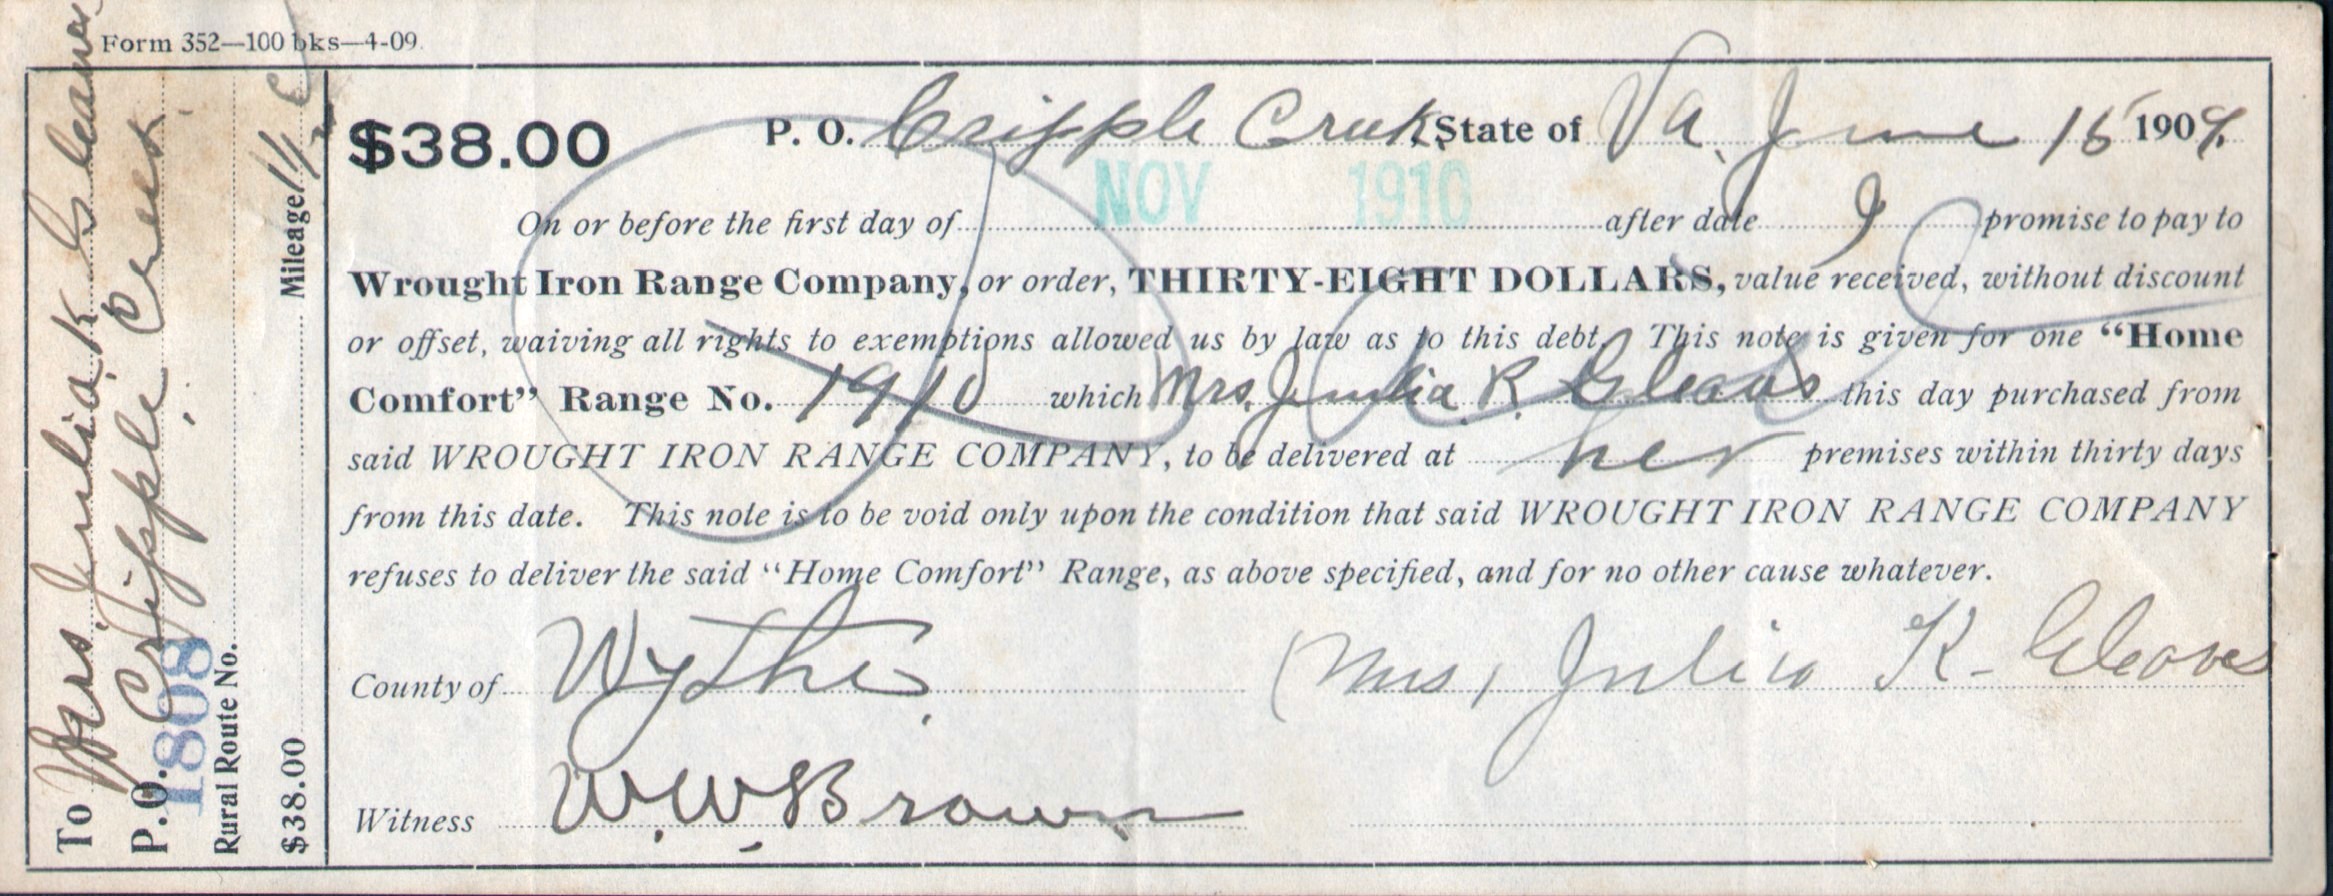 Form 352—100 bks—4-09.
$38.00 P. O. Cripple Creek, State of Va. June 15 1909.
NOV 1910
On or before the first day of after date I promise to pay to
Wrought Iron Range Company, or order, THIRTY-EIGHT DOLLARS, value received, without discount
or offset, waiving all rights to exemptions allowed us by law as to this debt. This note is given for one "Home
Comfort" Range No. 1910 which Mrs. Julia K. Gleaves this day purchased from
said WROUGHT IRON RANGE COMPANY, to be delivered at her premises within thirty days
from this date. This note is to be void only upon the condition that said WROUGHT IRON RANGE COMPANY
refuses to deliver the said "Home Comfort" Range, as above specified, and for no other cause whatever.
County of Wythe. Mrs, Julia K. Gleaves
Witness W. W. Brown
To Mrs. Julia K Gleaves
P.O. Cripple Creek.
1808
Rural Route No.
$38.00 Mileage